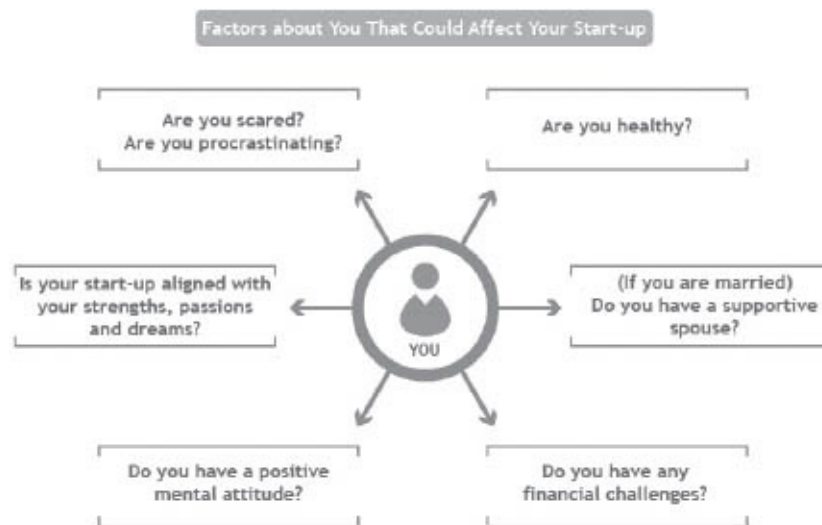 Factors about You That Could Affect Your Start-up
Are you scared?
Are you procrastinating?
Are you healthy?
Is your start-up aligned with
your strengths, passions
and dreams?
(If you are married)
Do you have a supportive
spouse?
YOU
Do you have a positive
mental attitude?
Do you have any
financial challenges?